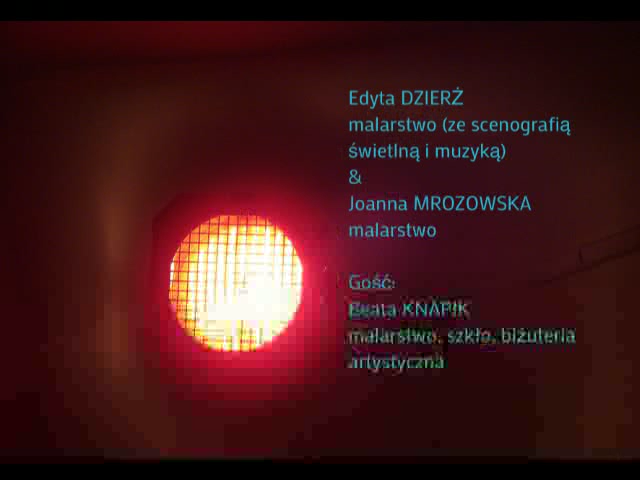 Edyta DZIERŻ
malarstwo (ze scenografią
świetlną i muzyką)
&
Joanna MROZOWSKA
malarstwo

Gość:
Beata KNAPIK
malarstwo, szkło, biżuteria
artystyczna